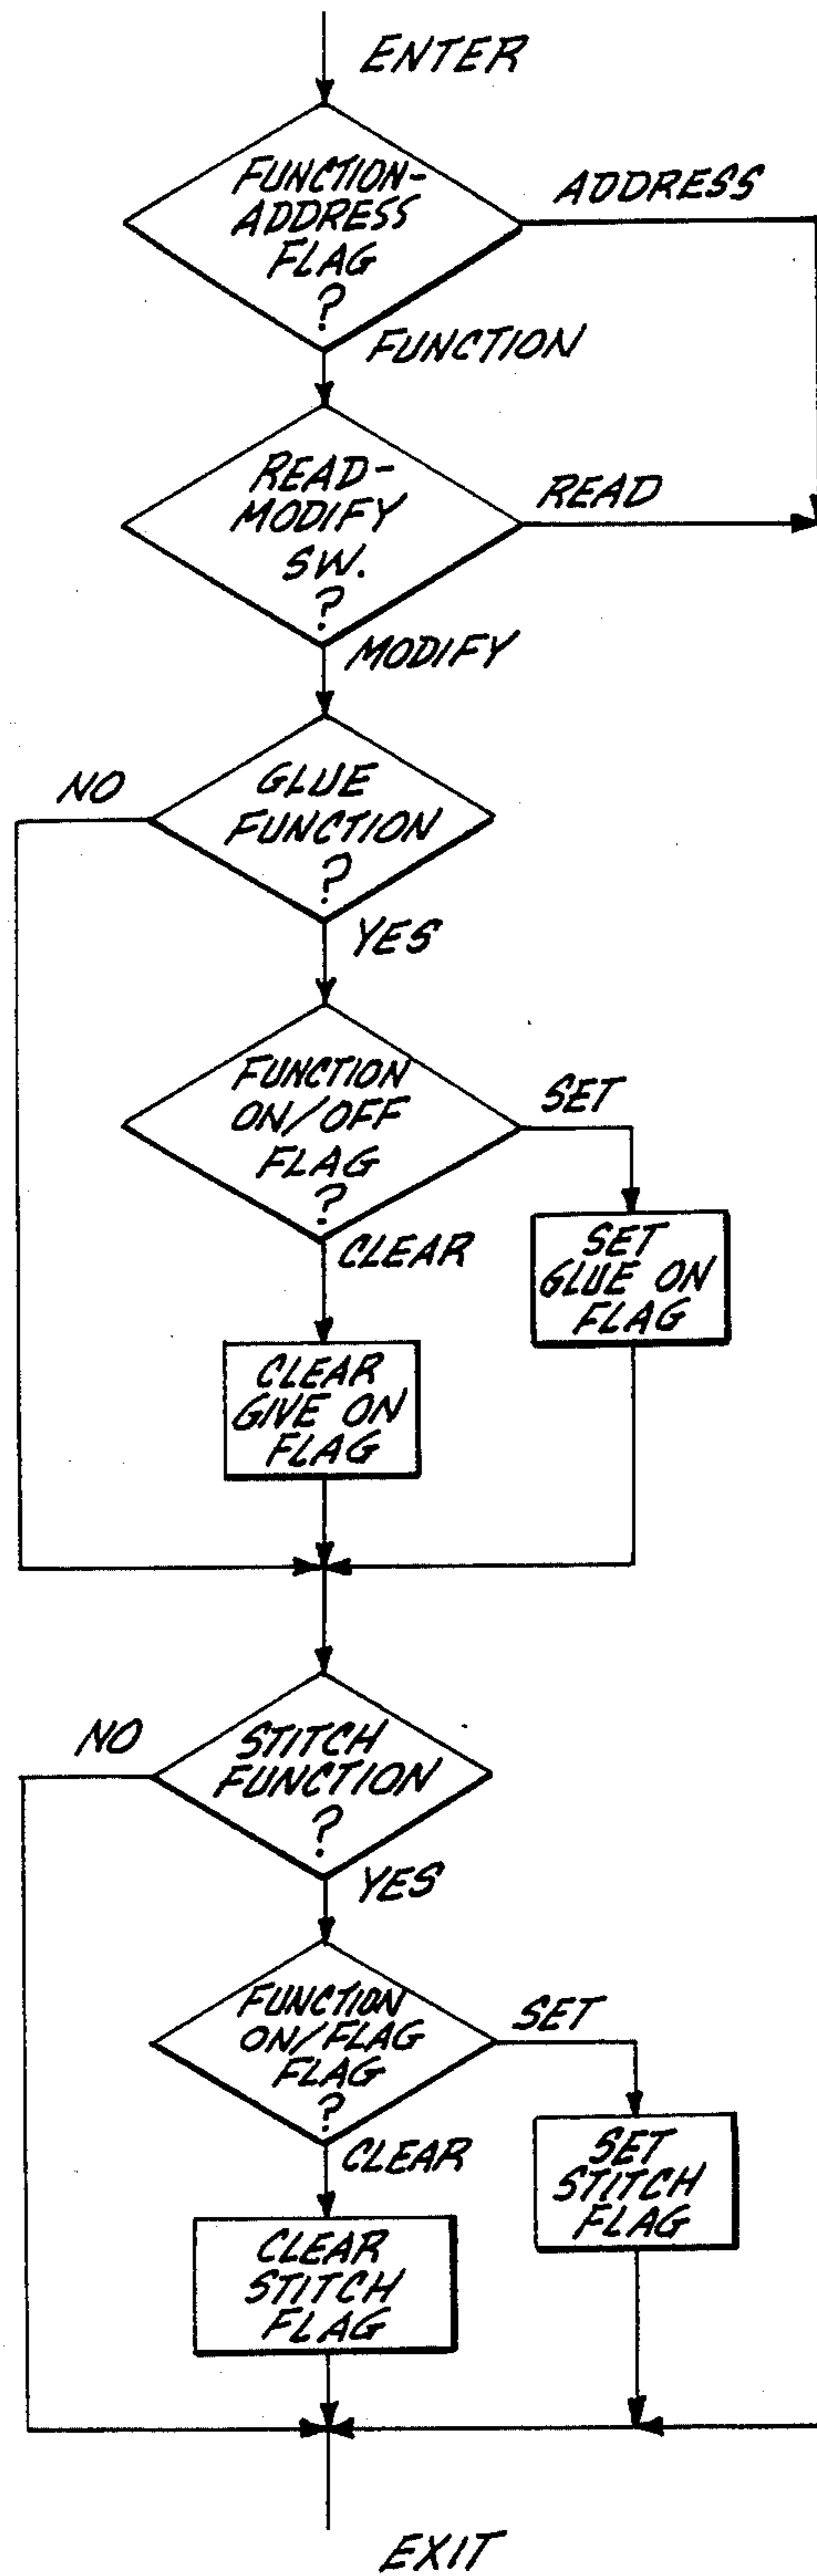 ENTER
FUNCTION-
ADDRESS
FLAG
?
ADDRESS
FUNCTION
READ-
MODIFY
SW.
?
READ
MODIFY
GLUE
FUNCTION
?
NO
YES
FUNCTION
ON/OFF
FLAG
?
SET
CLEAR
SET
GLUE ON
FLAG
CLEAR
GIVE ON
FLAG
STITCH
FUNCTION
?
NO
YES
FUNCTION
ON/FLAG
FLAG
?
SET
CLEAR
SET
STITCH
FLAG
CLEAR
STITCH
FLAG
EXIT